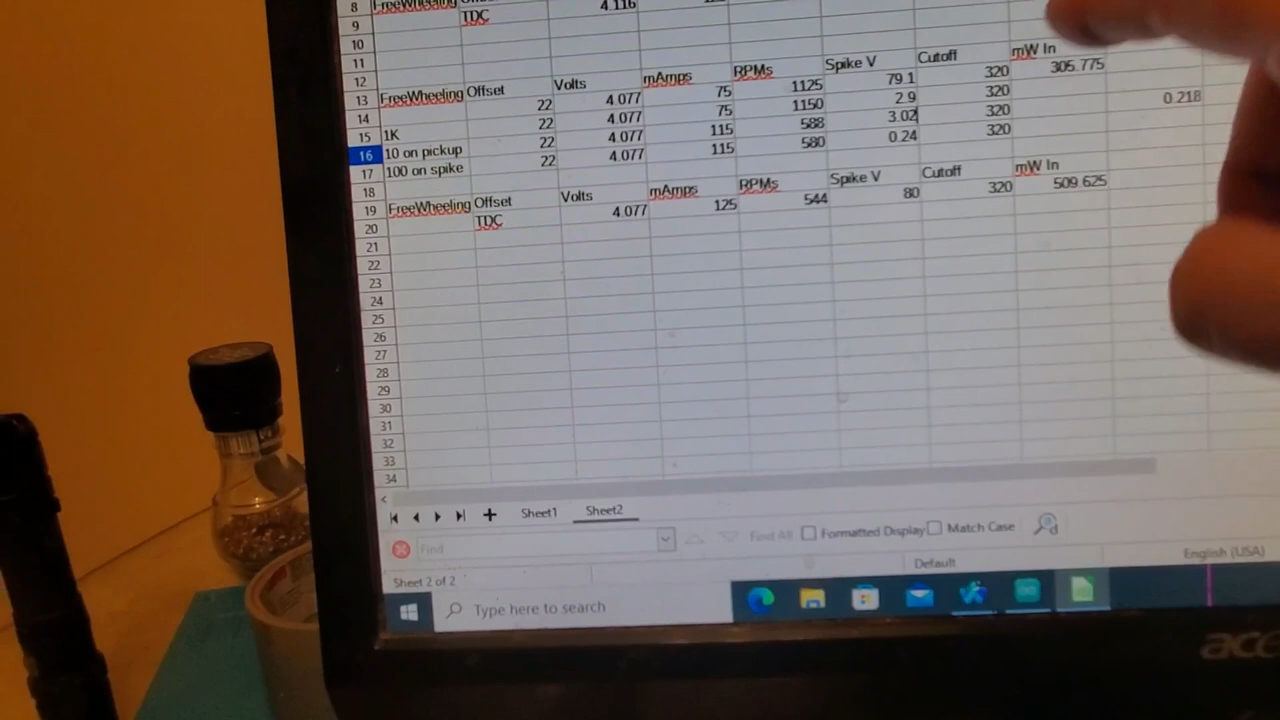 8 FreeWheeling
9 TDC 4.116
10
11
12
13 FreeWheeling Offset Volts mAmps RPMs Spike V Cutoff mW In
14 22 4.077 75 1125 79.1 320 305.775
15 1K 22 4.077 75 1150 2.9 320
16 10 on pickup 22 4.077 115 588 3.02 320 0.218
17 100 on spike 22 4.077 115 580 0.24 320
18
19 FreeWheeling Offset Volts mAmps RPMs Spike V Cutoff mW In
20 TDC 4.077 125 544 80 320 509.625
21
22
23
24
25
26
27
28
29
30
31
32
33
34
Sheet1 Sheet2
Find Find All Formatted Display Match Case
Sheet 2 of 2 Default English (USA)
Type here to search
acer